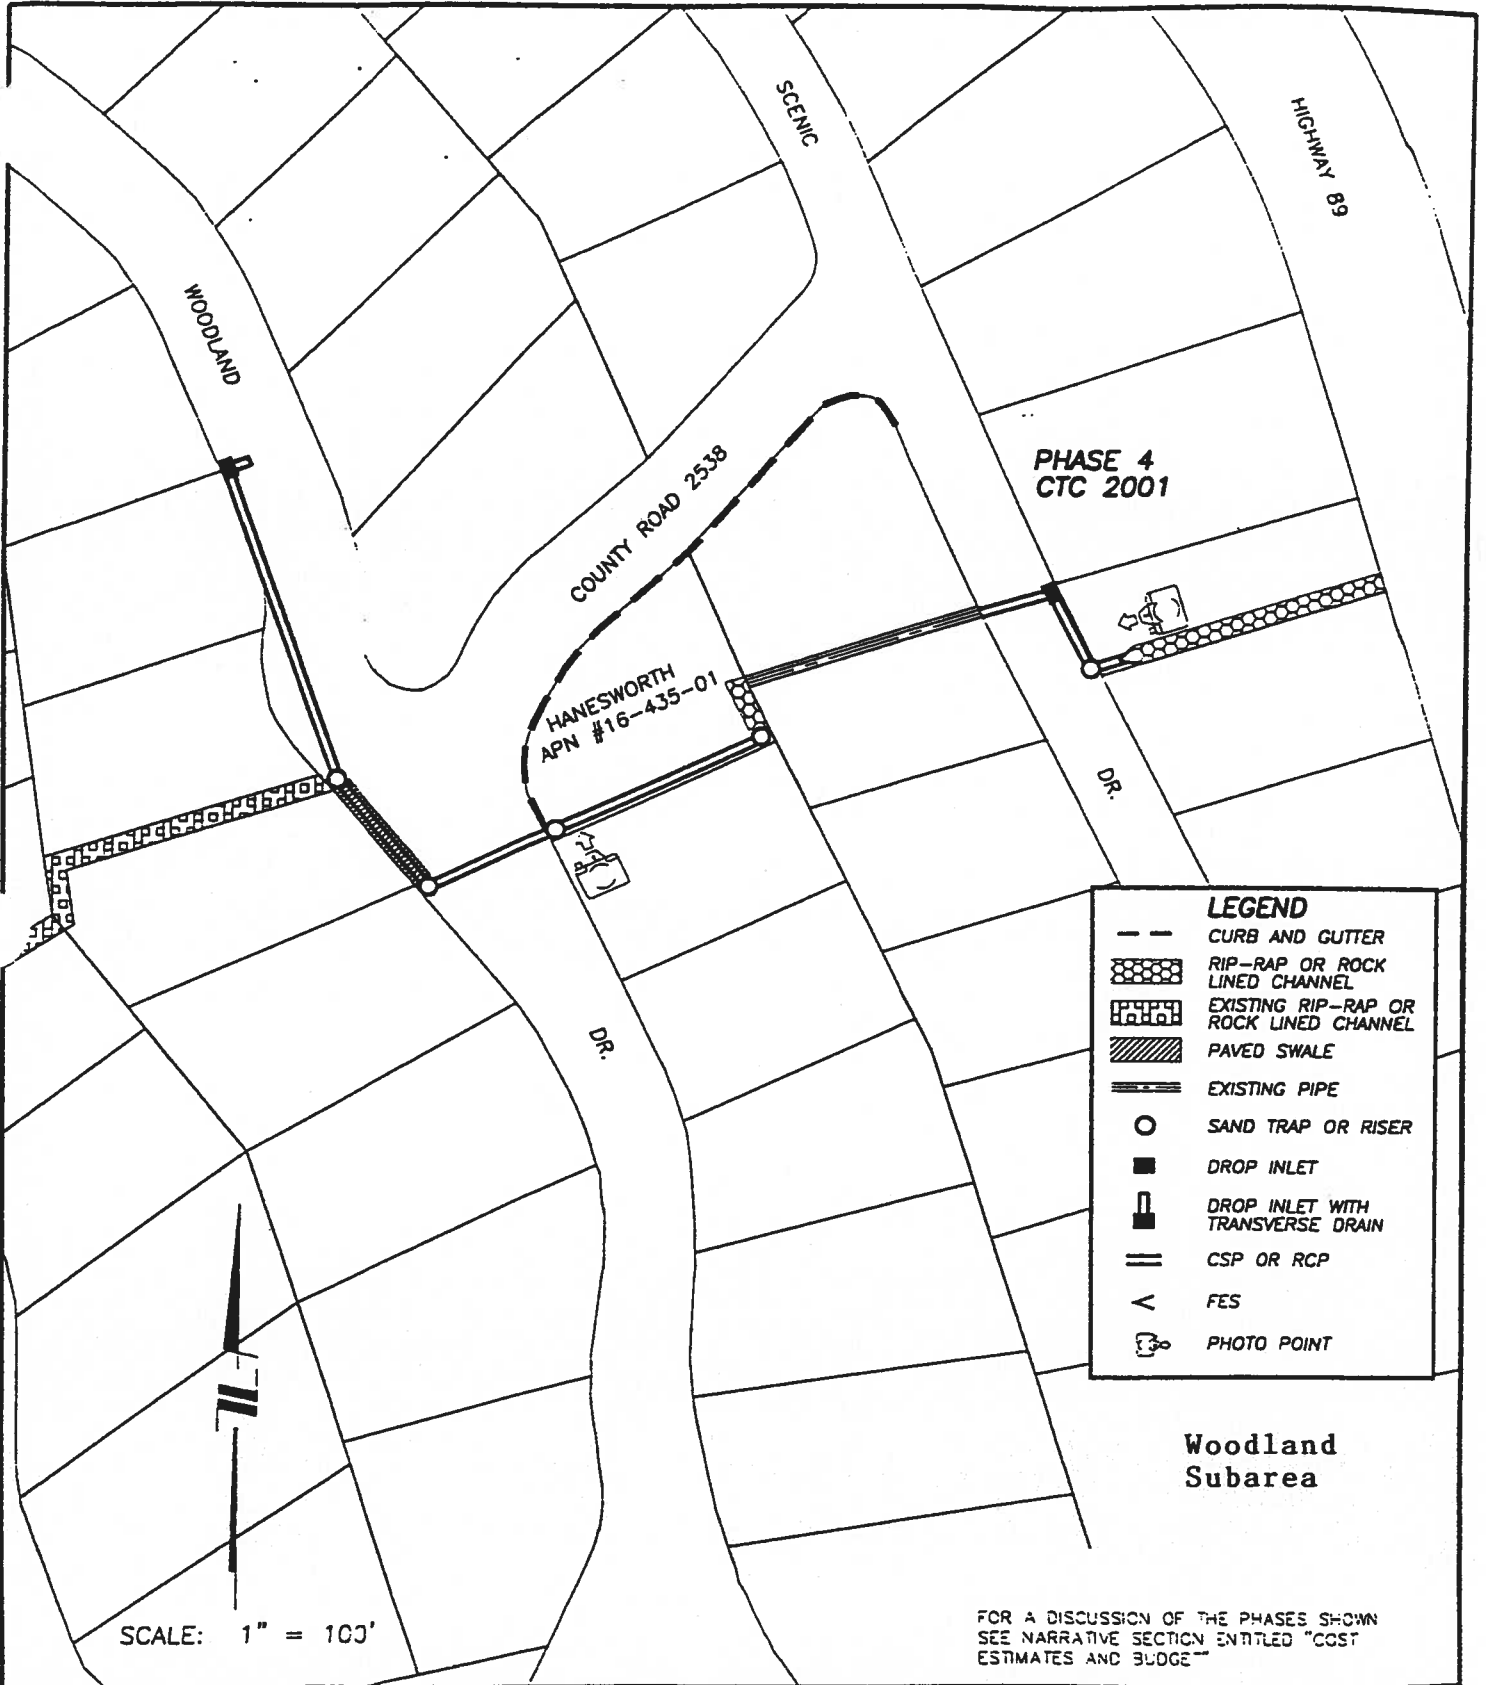 SCENIC
HIGHWAY 89
WOODLAND
PHASE 4
CTC 2001
COUNTY ROAD 2538
HANESWORTH
APN #16-435-01
DR.
DR.
LEGEND
CURB AND GUTTER
RIP-RAP OR ROCK
LINED CHANNEL
EXISTING RIP-RAP OR
ROCK LINED CHANNEL
PAVED SWALE
EXISTING PIPE
SAND TRAP OR RISER
DROP INLET
DROP INLET WITH
TRANSVERSE DRAIN
CSP OR RCP
FES
PHOTO POINT
Woodland
Subarea
SCALE: 1" = 100'
FOR A DISCUSSION OF THE PHASES SHOWN
SEE NARRATIVE SECTION ENTITLED "COST
ESTIMATES AND BUDGET"